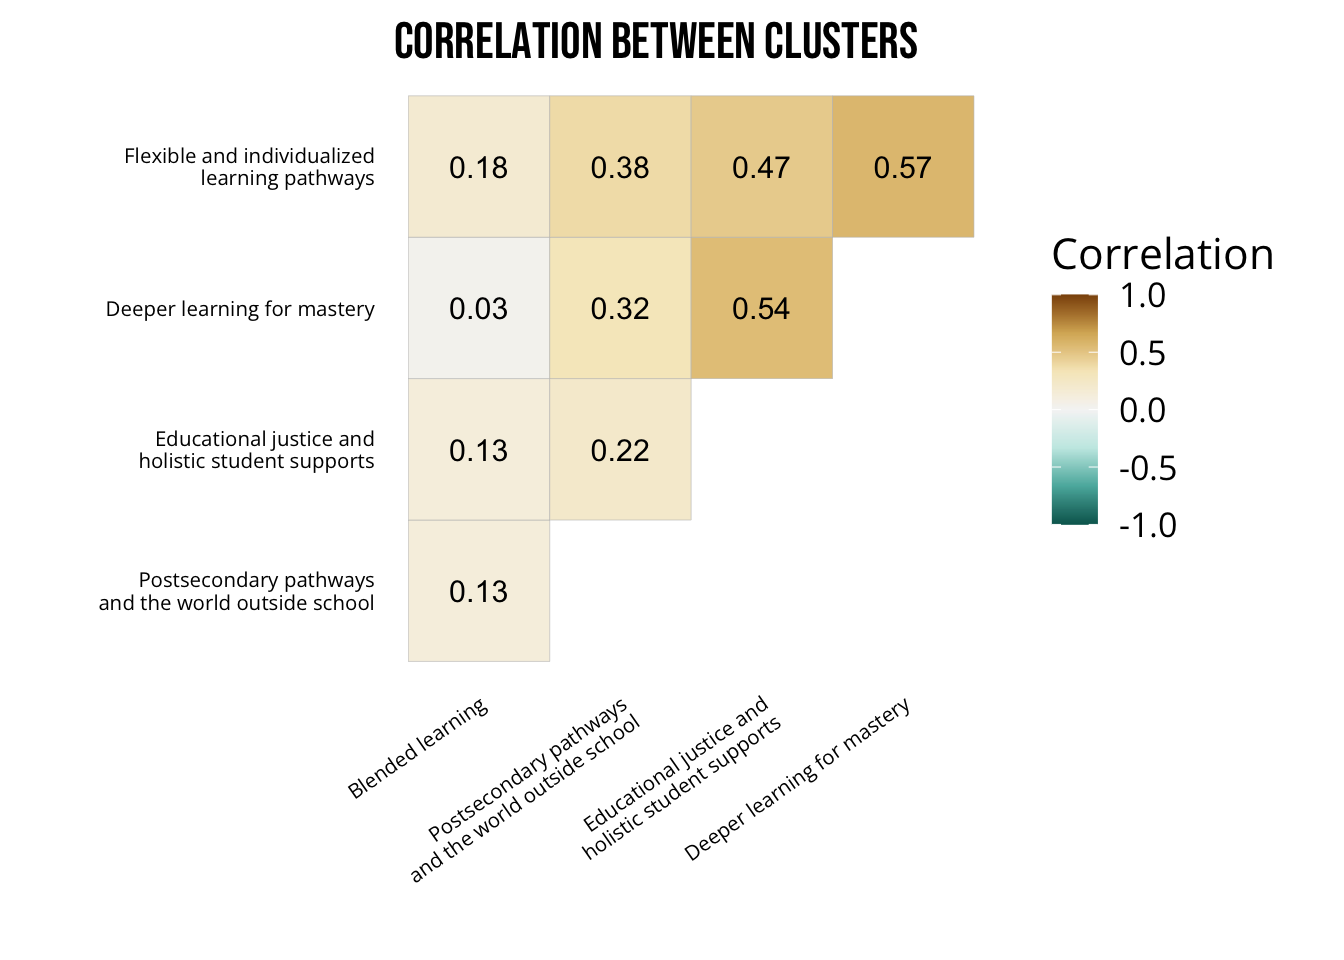 CORRELATION BETWEEN CLUSTERS
Flexible and individualized
learning pathways
0.18 0.38 0.47 0.57
Deeper learning for mastery
0.03 0.32 0.54
Educational justice and
holistic student supports
0.13 0.22
Postsecondary pathways
and the world outside school
0.13
Blended learning
Postsecondary pathways
and the world outside school
Educational justice and
holistic student supports
Deeper learning for mastery
Correlation
1.0
0.5
0.0
-0.5
-1.0